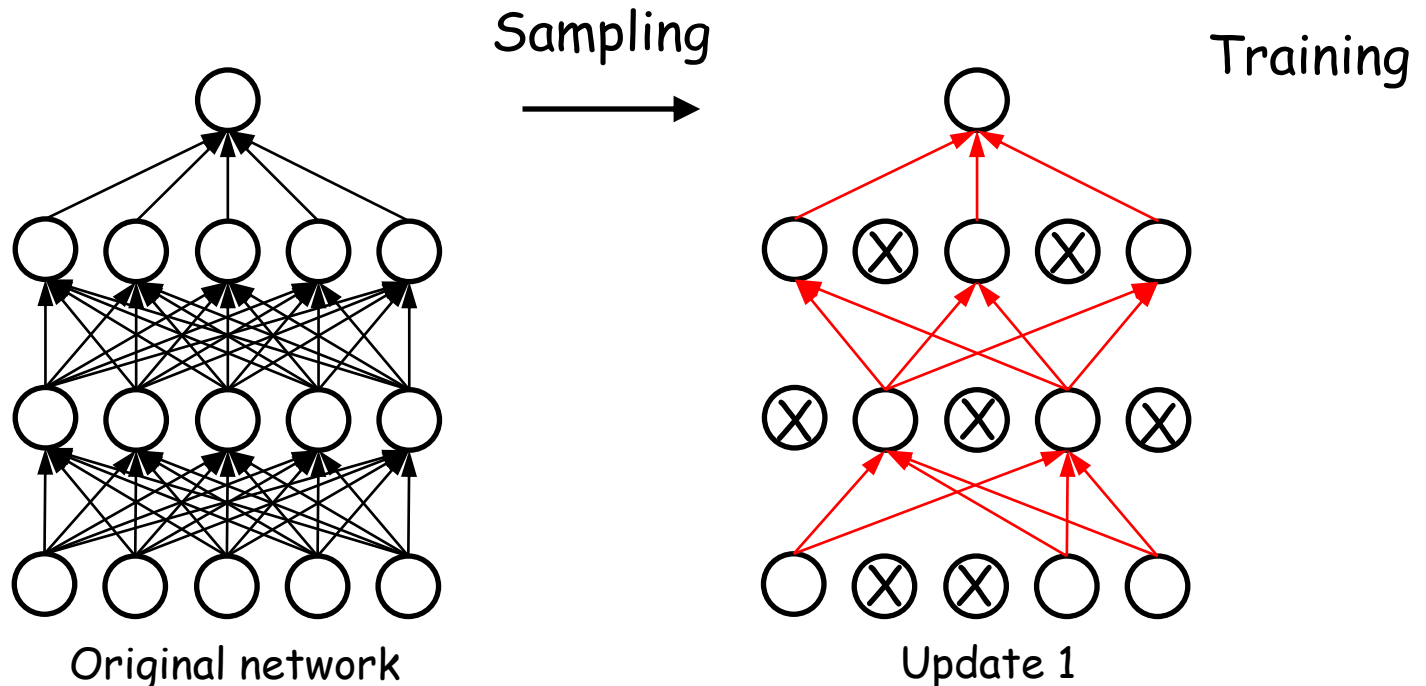 Sampling
Training
X X
X X X
X X
Original network
Update 1